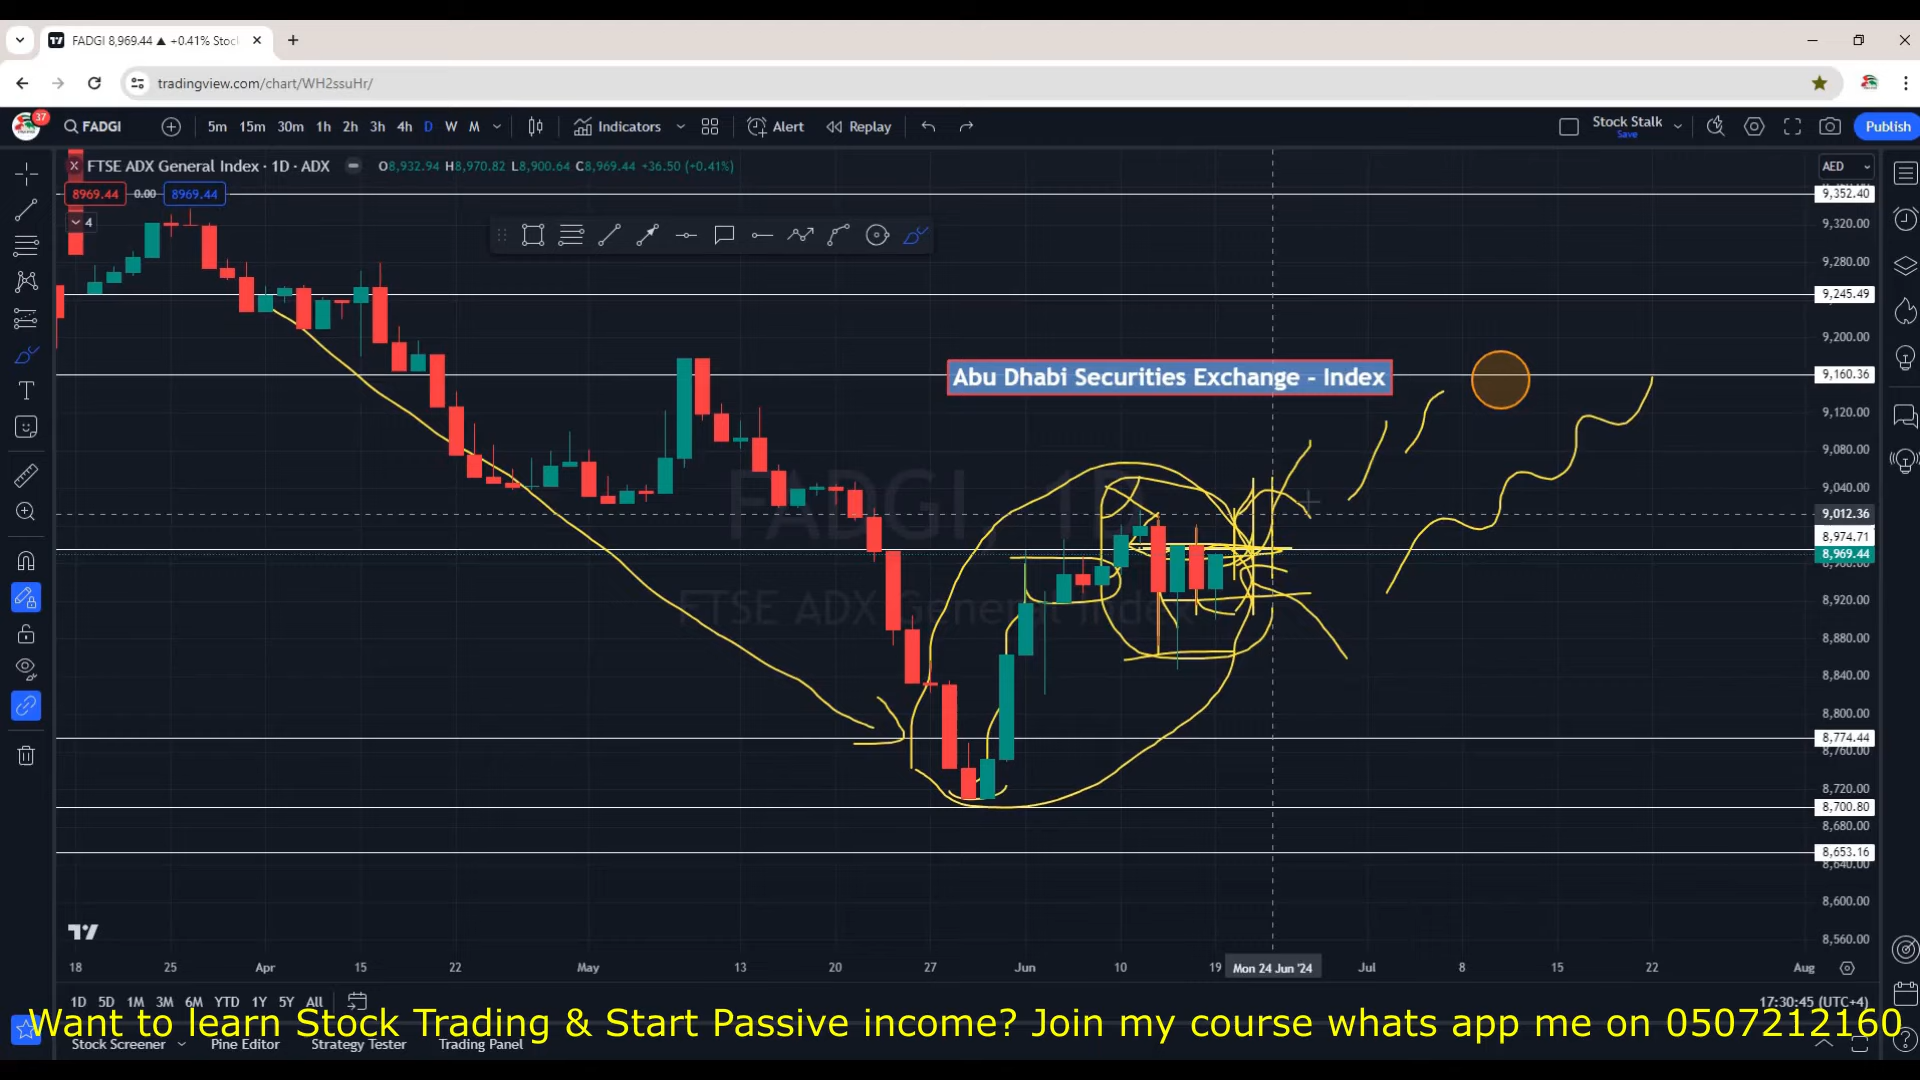 FADGI 8,969.44 ▲ +0.41% Stoc
tradingview.com/chart/WH2ssuHr/
37
FADGI
5m 15m 30m 1h 2h 3h 4h D W M
Indicators
Alert
Replay
Stock Stalk
Save
Publish
FTSE ADX General Index · 1D · ADX
O8,932.94 H8,970.82 L8,900.64 C8,969.44 +36.50 (+0.41%)
AED
8969.44 0.00 8969.44
4
9,352.40
9,320.00
9,280.00
9,245.49
9,200.00
9,160.36
9,120.00
9,080.00
9,040.00
9,012.36
8,974.71
8,969.44
8,960.00
8,920.00
8,880.00
8,840.00
8,800.00
8,774.44
8,760.00
8,720.00
8,700.80
8,680.00
8,653.16
8,640.00
8,600.00
8,560.00
Abu Dhabi Securities Exchange - Index
FADGI, 1D
FTSE ADX General Index
18 25 Apr 15 22 May 13 20 27 Jun 10 19 Mon 24 Jun '24 Jul 8 15 22 Aug
1D 5D 1M 3M 6M YTD 1Y 5Y All
17:30:45 (UTC+4)
Want to learn Stock Trading & Start Passive income? Join my course whats app me on 0507212160
Stock Screener Pine Editor Strategy Tester Trading Panel